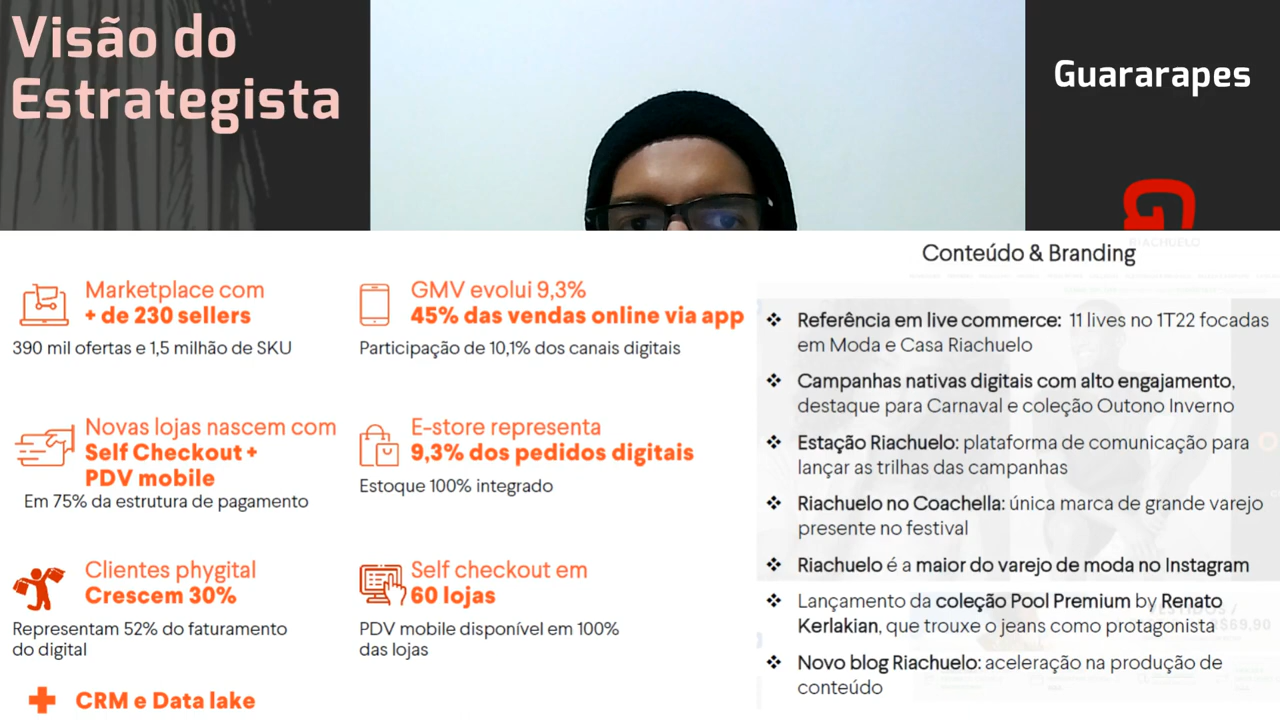 Visão do
Estrategista
Guararapes
RIACHUELO
Marketplace com
+ de 230 sellers
390 mil ofertas e 1,5 milhão de SKU
GMV evolui 9,3%
45% das vendas online via app
Participação de 10,1% dos canais digitais
Novas lojas nascem com
Self Checkout +
PDV mobile
Em 75% da estrutura de pagamento
E-store representa
9,3% dos pedidos digitais
Estoque 100% integrado
Clientes phygital
Crescem 30%
Representam 52% do faturamento
do digital
Self checkout em
60 lojas
PDV mobile disponível em 100%
das lojas
CRM e Data lake
Conteúdo & Branding
Referência em live commerce: 11 lives no 1T22 focadas
em Moda e Casa Riachuelo
Campanhas nativas digitais com alto engajamento,
destaque para Carnaval e coleção Outono Inverno
Estação Riachuelo: plataforma de comunicação para
lançar as trilhas das campanhas
Riachuelo no Coachella: única marca de grande varejo
presente no festival
Riachuelo é a maior do varejo de moda no Instagram
Lançamento da coleção Pool Premium by Renato
Kerlakian, que trouxe o jeans como protagonista
Novo blog Riachuelo: aceleração na produção de
conteúdo